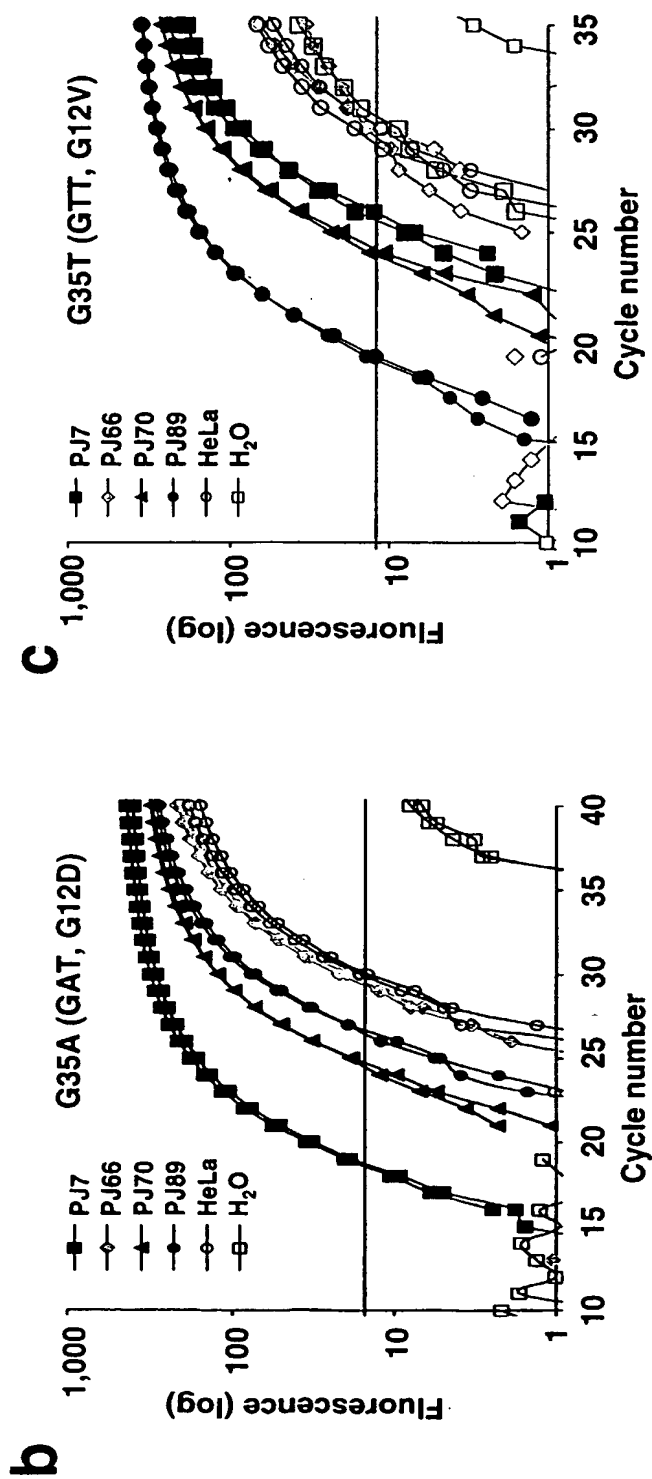 b
G35A (GAT, G12D)
PJ7
PJ66
PJ70
PJ89
HeLa
H₂O
Fluorescence (log)
1,000
100
10
1
10
15
20
25
30
35
40
Cycle number
c
G35T (GTT, G12V)
PJ7
PJ66
PJ70
PJ89
HeLa
H₂O
Fluorescence (log)
1,000
100
10
1
10
15
20
25
30
35
Cycle number